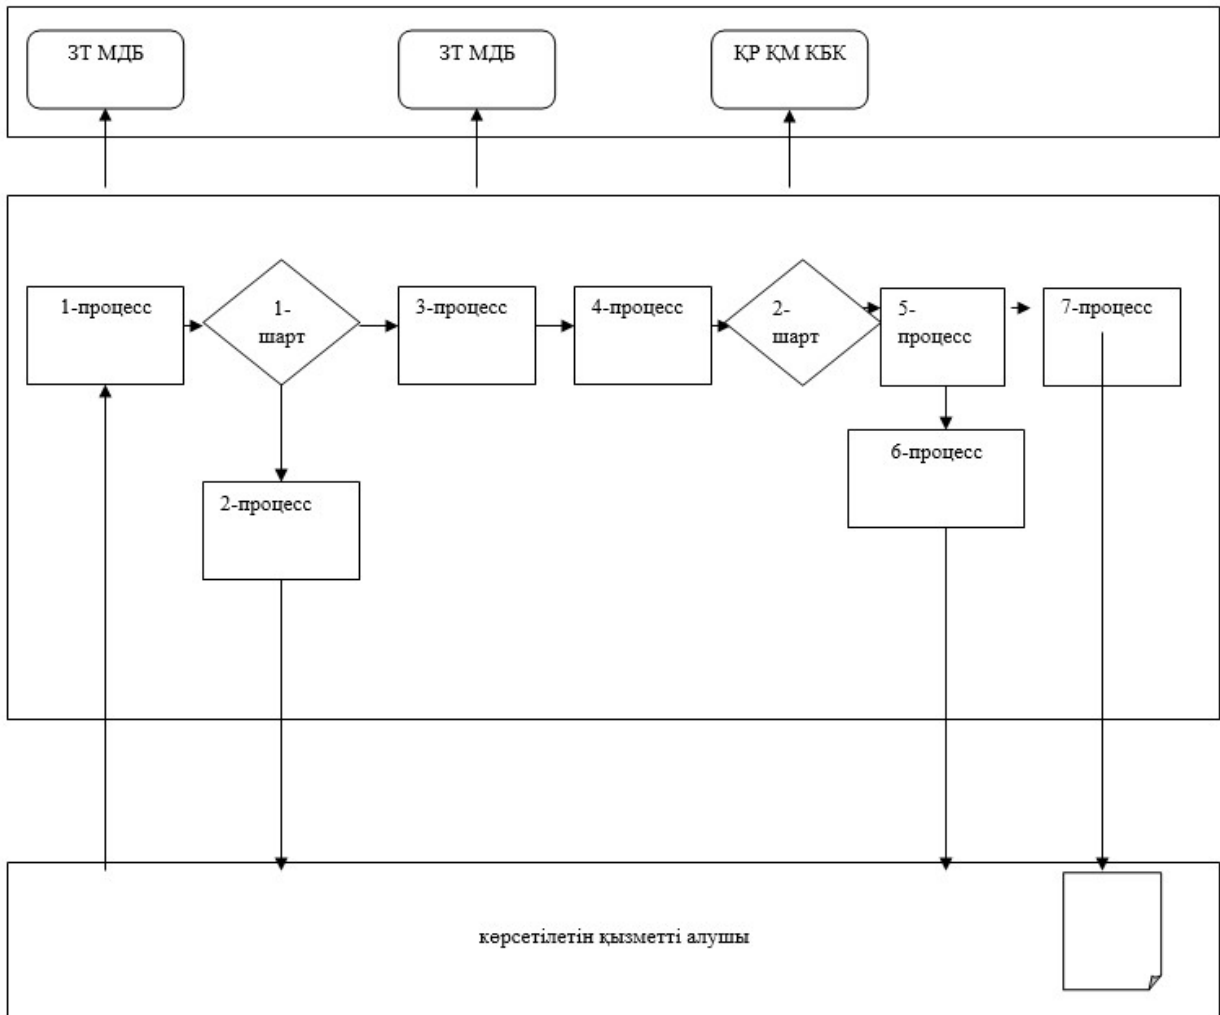 ЗТ МДБ
ЗТ МДБ
ҚР ҚМ КБК
1-процесс
1-
шарт
3-процесс
4-процесс
2-
шарт
5-
процесс
7-процесс
2-процесс
6-процесс
көрсетілетін қызметті алушы